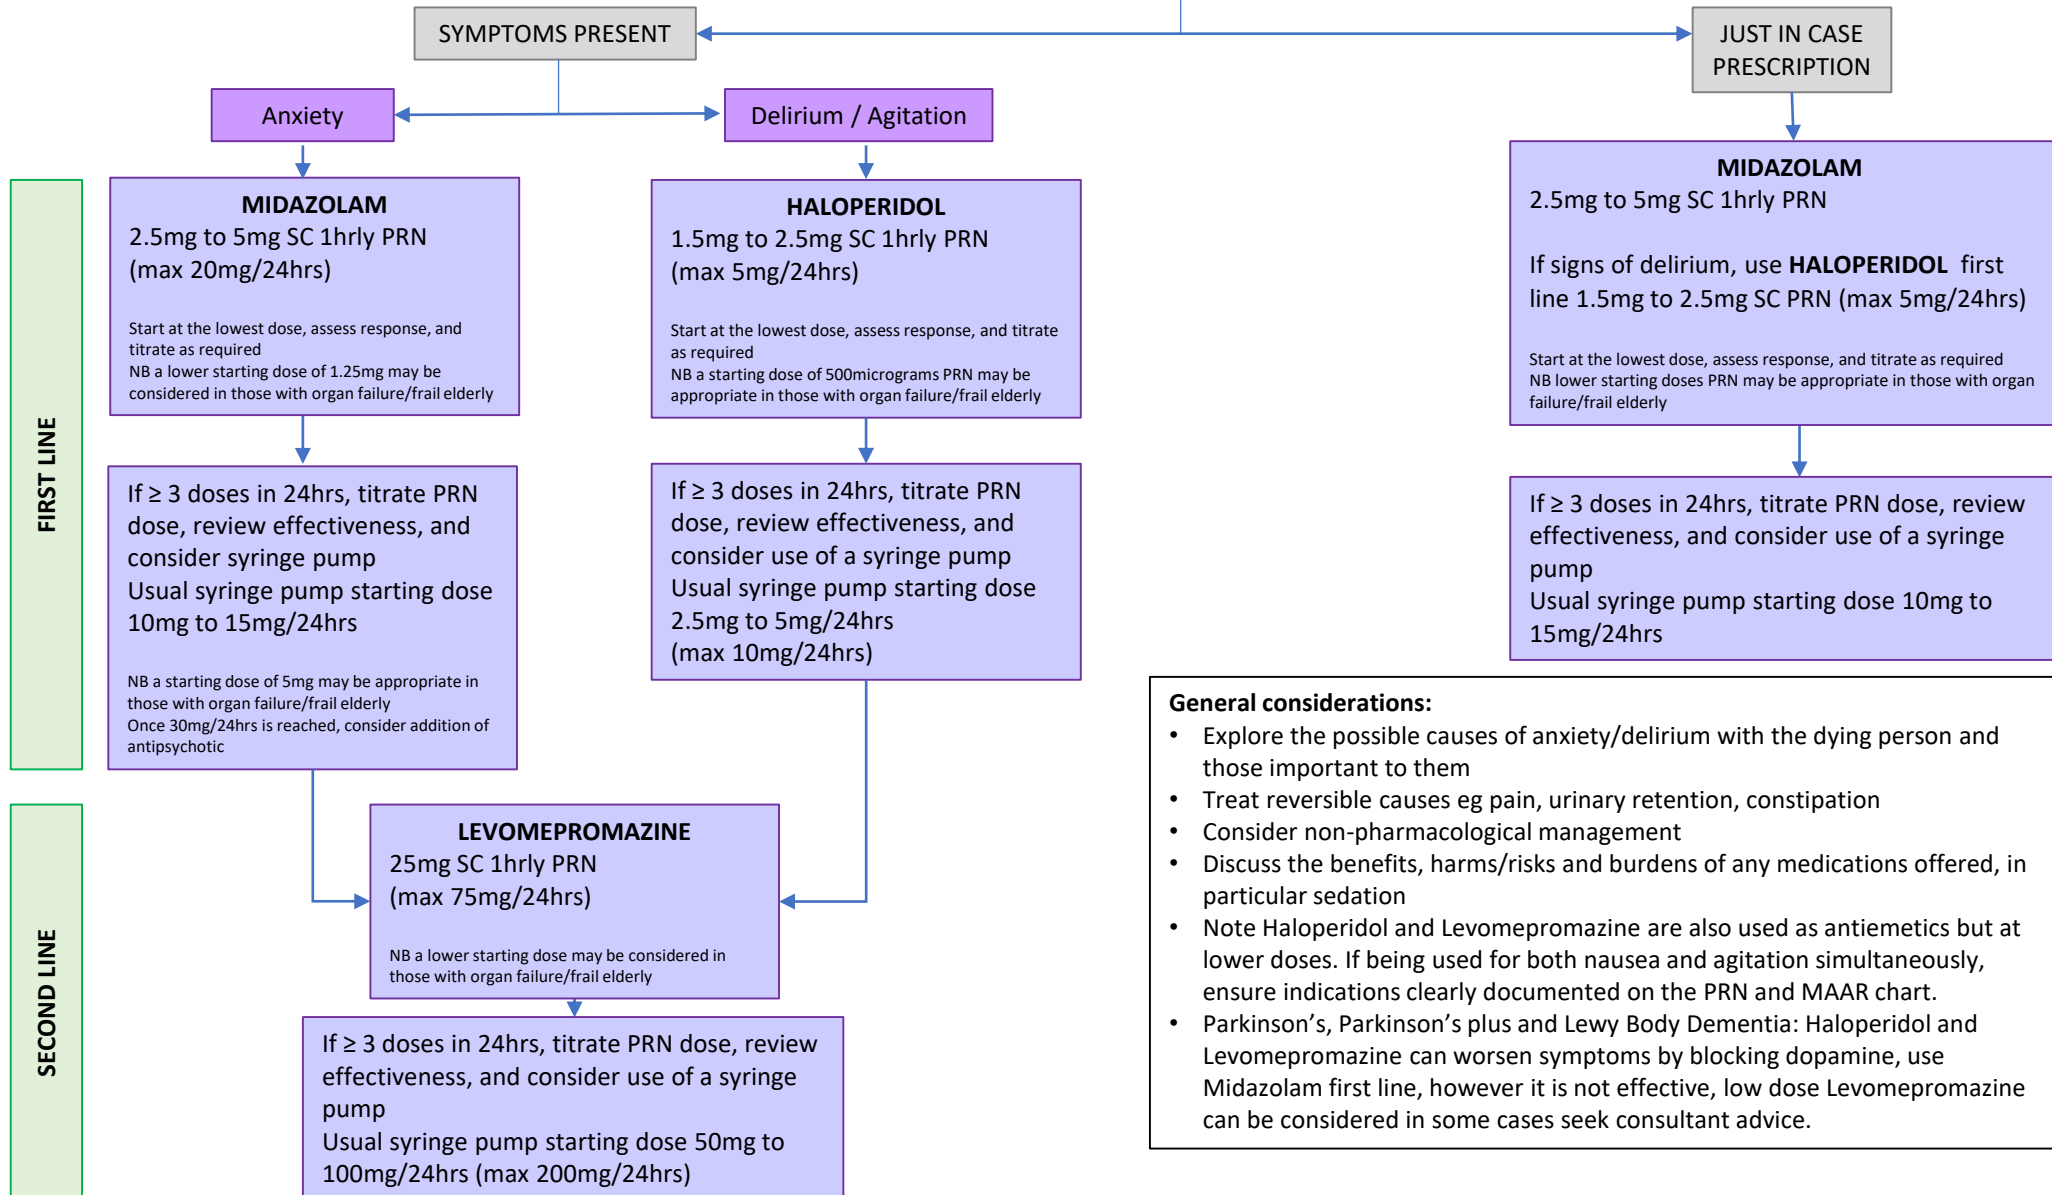 SYMPTOMS PRESENT
JUST IN CASE
PRESCRIPTION
Anxiety
Delirium / Agitation
FIRST LINE
MIDAZOLAM
2.5mg to 5mg SC 1hrly PRN
(max 20mg/24hrs)
Start at the lowest dose, assess response, and
titrate as required
NB a lower starting dose of 1.25mg may be
considered in those with organ failure/frail elderly
HALOPERIDOL
1.5mg to 2.5mg SC 1hrly PRN
(max 5mg/24hrs)
Start at the lowest dose, assess response, and titrate
as required
NB a starting dose of 500micrograms PRN may be
appropriate in those with organ failure/frail elderly
MIDAZOLAM
2.5mg to 5mg SC 1hrly PRN
If signs of delirium, use HALOPERIDOL first
line 1.5mg to 2.5mg SC PRN (max 5mg/24hrs)
Start at the lowest dose, assess response, and titrate as required
NB lower starting doses PRN may be appropriate in those with organ
failure/frail elderly
If ≥ 3 doses in 24hrs, titrate PRN
dose, review effectiveness, and
consider syringe pump
Usual syringe pump starting dose
10mg to 15mg/24hrs
NB a starting dose of 5mg may be appropriate in
those with organ failure/frail elderly
Once 30mg/24hrs is reached, consider addition of
antipsychotic
If ≥ 3 doses in 24hrs, titrate PRN
dose, review effectiveness, and
consider use of a syringe pump
Usual syringe pump starting dose
2.5mg to 5mg/24hrs
(max 10mg/24hrs)
If ≥ 3 doses in 24hrs, titrate PRN dose, review
effectiveness, and consider use of a syringe
pump
Usual syringe pump starting dose 10mg to
15mg/24hrs
SECOND LINE
LEVOMEPROMAZINE
25mg SC 1hrly PRN
(max 75mg/24hrs)
NB a lower starting dose may be considered in
those with organ failure/frail elderly
If ≥ 3 doses in 24hrs, titrate PRN dose, review
effectiveness, and consider use of a syringe
pump
Usual syringe pump starting dose 50mg to
100mg/24hrs (max 200mg/24hrs)
General considerations:
• Explore the possible causes of anxiety/delirium with the dying person and
those important to them
• Treat reversible causes eg pain, urinary retention, constipation
• Consider non-pharmacological management
• Discuss the benefits, harms/risks and burdens of any medications offered, in
particular sedation
• Note Haloperidol and Levomepromazine are also used as antiemetics but at
lower doses. If being used for both nausea and agitation simultaneously,
ensure indications clearly documented on the PRN and MAAR chart.
• Parkinson’s, Parkinson’s plus and Lewy Body Dementia: Haloperidol and
Levomepromazine can worsen symptoms by blocking dopamine, use
Midazolam first line, however it is not effective, low dose Levomepromazine
can be considered in some cases seek consultant advice.